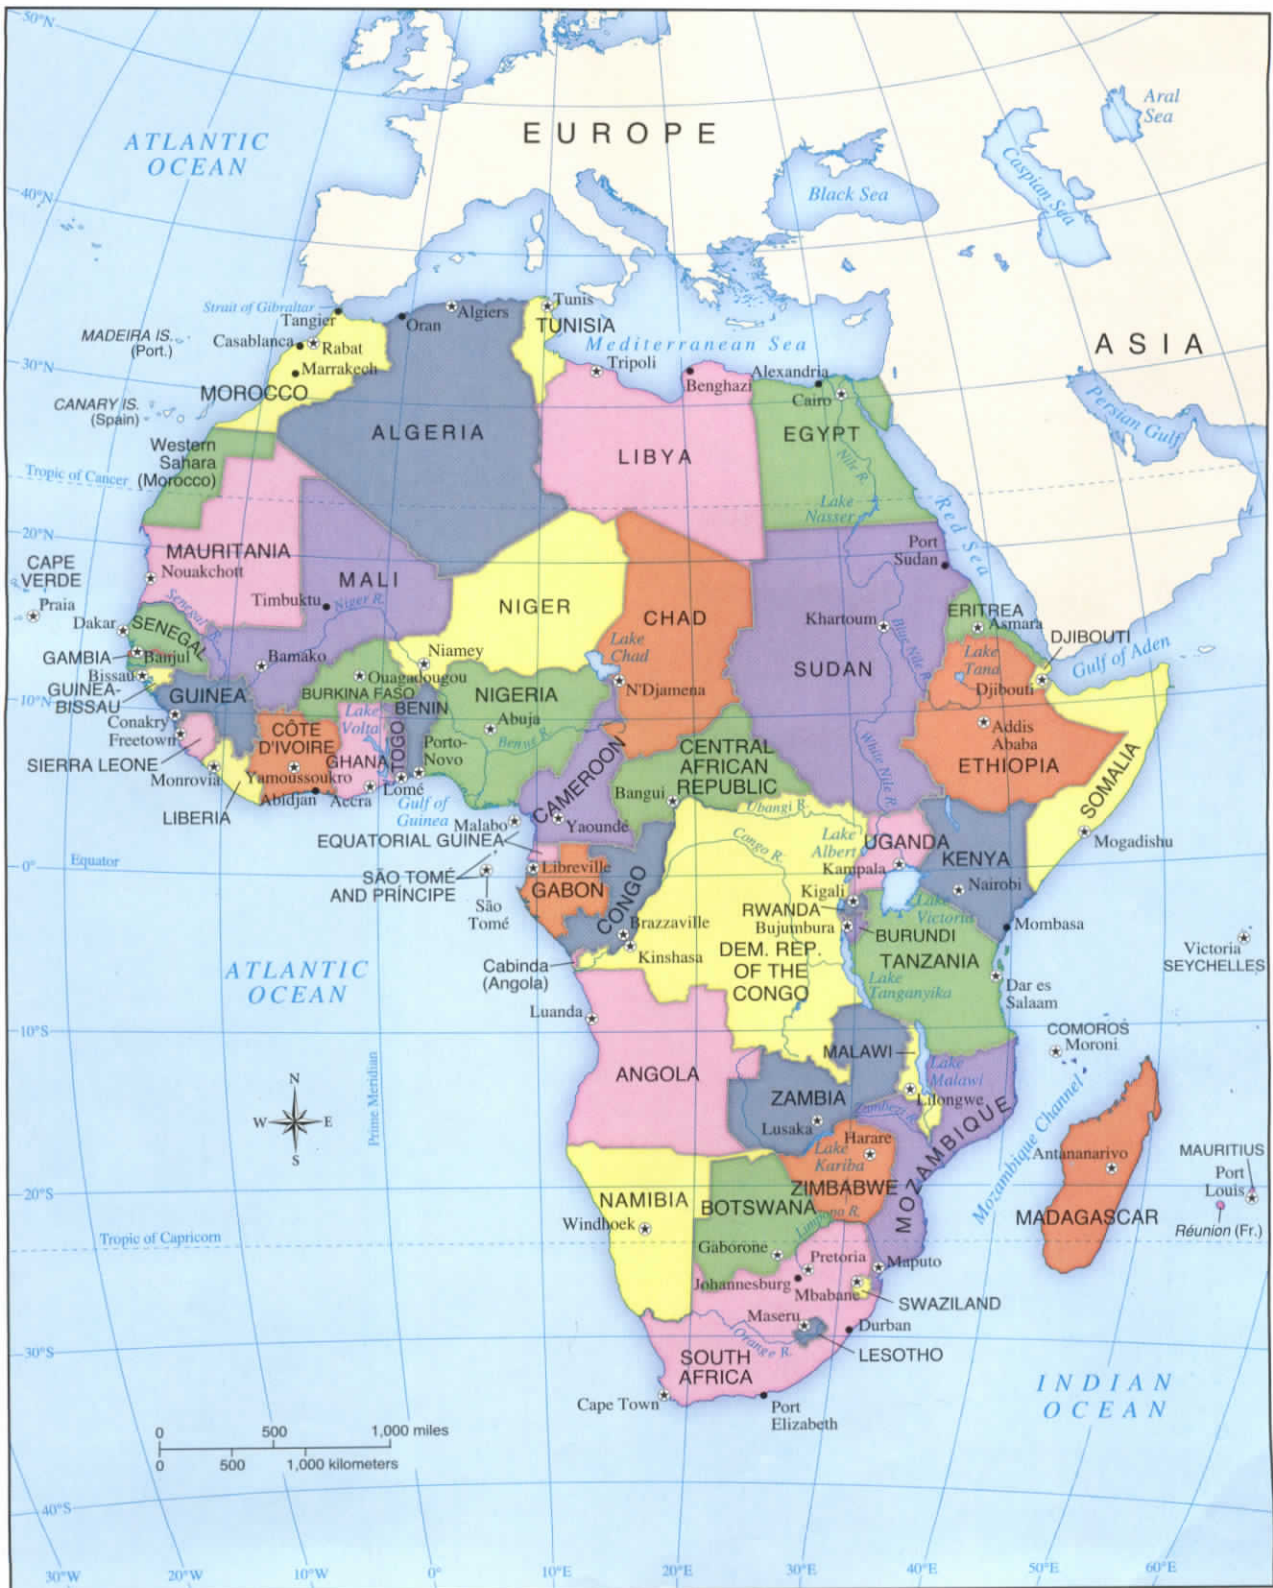 50°N
ATLANTIC
OCEAN
EUROPE
Aral
Sea
Caspian Sea
Black Sea
40°N
Strait of Gibraltar
Tangier
Oran
Algiers
Tunis
TUNISIA
Mediterranean Sea
ASIA
MADEIRA IS.
(Port.)
Casablanca
Rabat
Marrakech
MOROCCO
Tripoli
Benghazi
Alexandria
Cairo
30°N
CANARY IS.
(Spain)
Persian Gulf
ALGERIA
LIBYA
EGYPT
Nile R.
Western
Sahara
(Morocco)
Tropic of Cancer
Lake
Nasser
Red Sea
20°N
CAPE
VERDE
Praia
MAURITANIA
Nouakchott
MALI
Timbuktu
Niger R.
NIGER
CHAD
Lake
Chad
N'Djamena
Port
Sudan
Khartoum
SUDAN
Blue Nile R.
White Nile R.
ERITREA
Asmara
DJIBOUTI
Djibouti
Gulf of Aden
Lake
Tana
Addis
Ababa
ETHIOPIA
SOMALIA
Mogadishu
Dakar
Senegal R.
SENEGAL
GAMBIA
Banjul
Bissau
GUINEA-
BISSAU
10°N
GUINEA
Conakry
Freetown
SIERRA LEONE
Monrovia
LIBERIA
Bamako
Niamey
Ouagadougou
BURKINA FASO
BENIN
CÔTE
D'IVOIRE
Yamoussoukro
Abidjan
Lake
Volta
GHANA
Accra
TOGO
Lomé
Porto-
Novo
NIGERIA
Abuja
Benue R.
Gulf of
Guinea
CAMEROON
Yaoundé
CENTRAL
AFRICAN
REPUBLIC
Bangui
Ubangi R.
Congo R.
Malabo
EQUATORIAL GUINEA
Equator
0°
SÃO TOMÉ
AND PRÍNCIPE
São
Tomé
Libreville
GABON
CONGO
Brazzaville
Kinshasa
DEM. REP.
OF THE
CONGO
Lake
Albert
UGANDA
Kampala
KENYA
Nairobi
Mombasa
Lake
Victoria
Kigali
RWANDA
Bujumbura
BURUNDI
TANZANIA
Lake
Tanganyika
Dar es
Salaam
Victoria
SEYCHELLES
Cabinda
(Angola)
ATLANTIC
OCEAN
10°S
Luanda
ANGOLA
ZAMBIA
Lusaka
MALAWI
Lake
Malawi
Lilongwe
Zambezi R.
COMOROS
Moroni
Mozambique Channel
MOZAMBIQUE
Prime Meridian
N
W
E
S
Harare
Lake
Kariba
ZIMBABWE
Antananarivo
MADAGASCAR
MAURITIUS
Port
Louis
Réunion (Fr.)
20°S
NAMIBIA
Windhoek
BOTSWANA
Limpopo R.
Gaborone
Tropic of Capricorn
Pretoria
Johannesburg
Maputo
Mbabane
SWAZILAND
Maseru
LESOTHO
Durban
Orange R.
30°S
SOUTH
AFRICA
Cape Town
Port
Elizabeth
INDIAN
OCEAN
0 500 1,000 miles
0 500 1,000 kilometers
40°S
30°W 20°W 10°W 0° 10°E 20°E 30°E 40°E 50°E 60°E